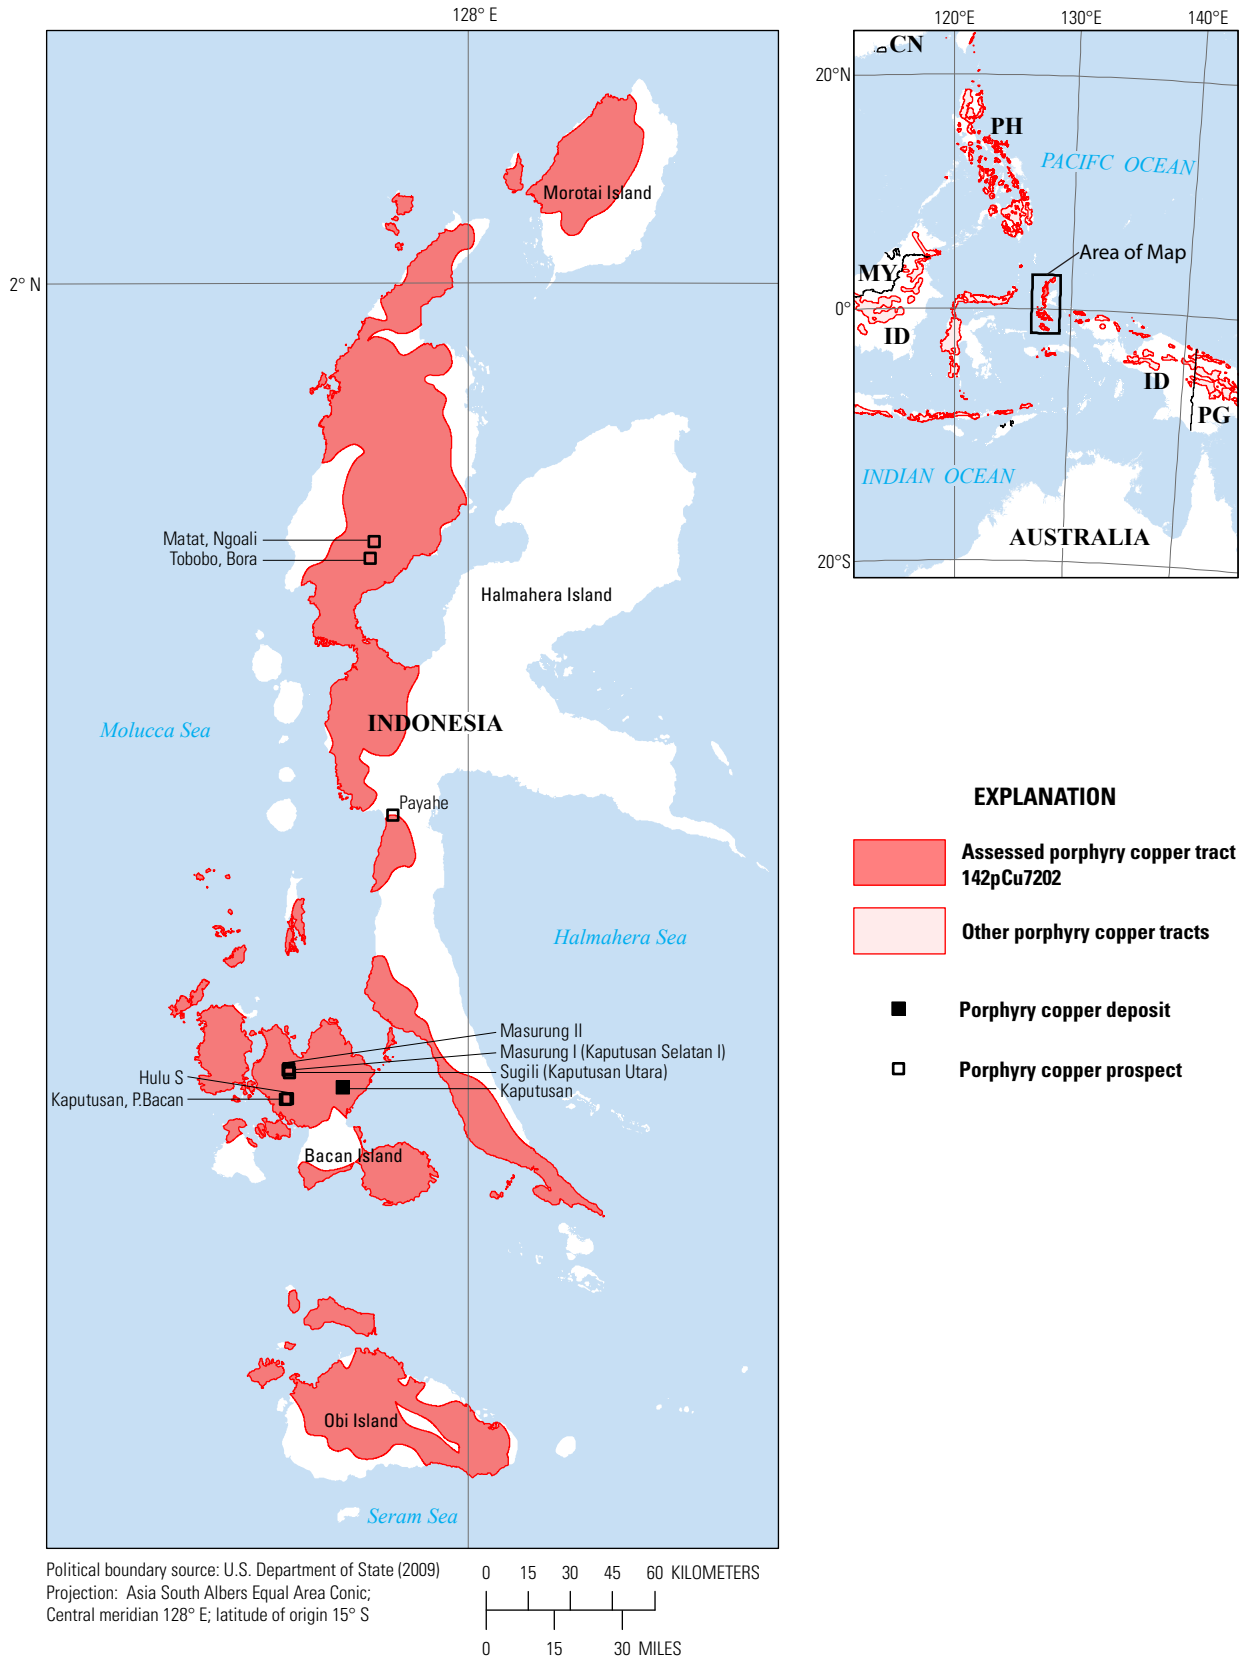 128° E
2° N
Morotai Island
Matat, Ngoali
Tobobo, Bora
Halmahera Island
Molucca Sea
INDONESIA
Payahe
Halmahera Sea
Masurung II
Masurung I (Kaputusan Selatan I)
Sugili (Kaputusan Utara)
Kaputusan
Hulu S
Kaputusan, P.Bacan
Bacan Island
Obi Island
Seram Sea
Political boundary source: U.S. Department of State (2009)
Projection: Asia South Albers Equal Area Conic;
Central meridian 128° E; latitude of origin 15° S
0 15 30 45 60 KILOMETERS
0 15 30 MILES
120°E 130°E 140°E
20°N
0°
20°S
CN
PH
PACIFC OCEAN
Area of Map
MY
ID
ID
PG
INDIAN OCEAN
AUSTRALIA
EXPLANATION
Assessed porphyry copper tract
142pCu7202
Other porphyry copper tracts
Porphyry copper deposit
Porphyry copper prospect